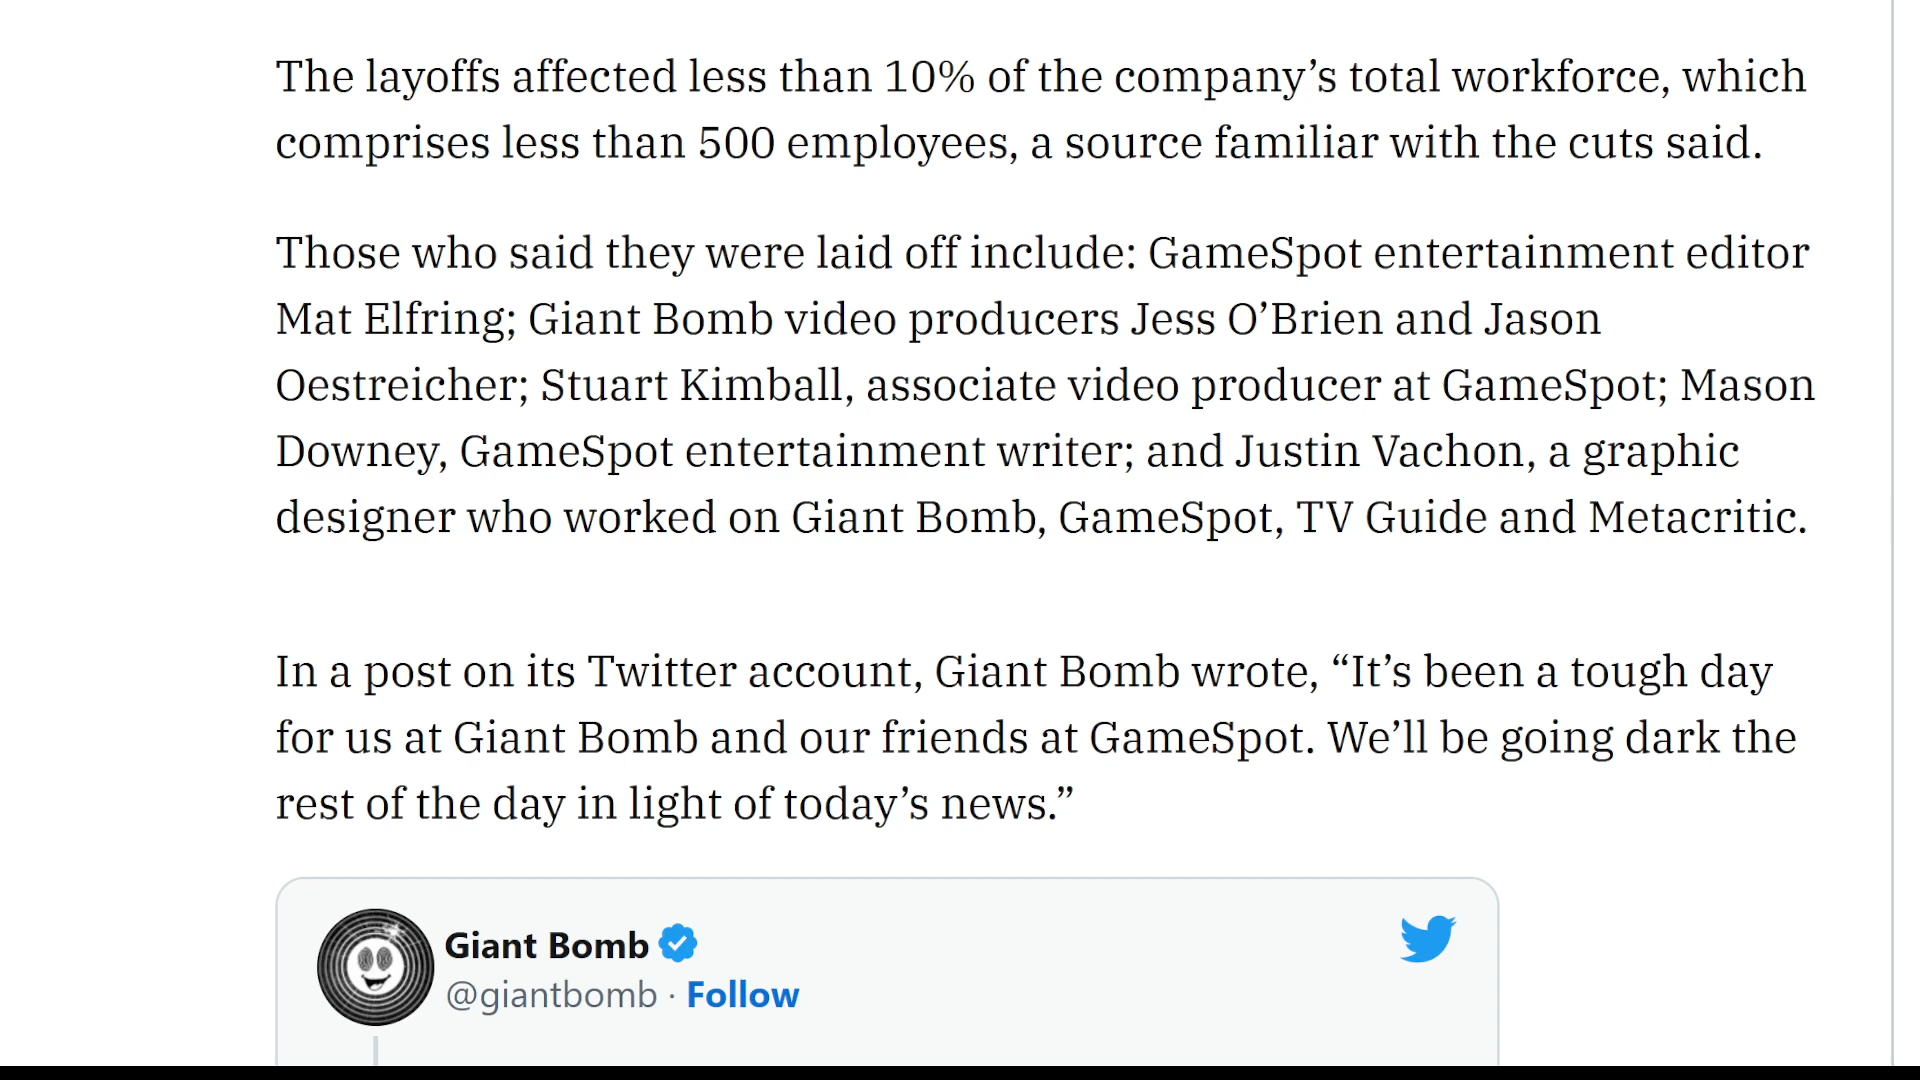 The layoffs affected less than 10% of the company’s total workforce, which
comprises less than 500 employees, a source familiar with the cuts said.
Those who said they were laid off include: GameSpot entertainment editor
Mat Elfring; Giant Bomb video producers Jess O’Brien and Jason
Oestreicher; Stuart Kimball, associate video producer at GameSpot; Mason
Downey, GameSpot entertainment writer; and Justin Vachon, a graphic
designer who worked on Giant Bomb, GameSpot, TV Guide and Metacritic.
In a post on its Twitter account, Giant Bomb wrote, “It’s been a tough day
for us at Giant Bomb and our friends at GameSpot. We’ll be going dark the
rest of the day in light of today’s news.”
Giant Bomb
@giantbomb · Follow